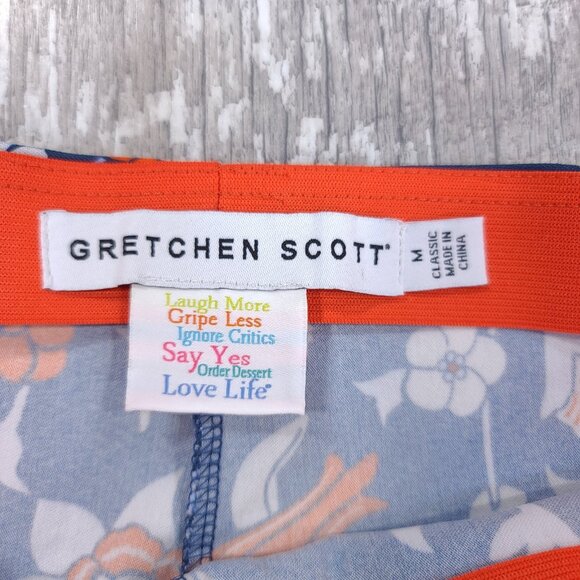 GRETCHEN SCOTT®
M
CLASSIC
MADE IN
CHINA
Laugh More
Gripe Less
Ignore Critics
Say Yes
Order Dessert
Love Life®